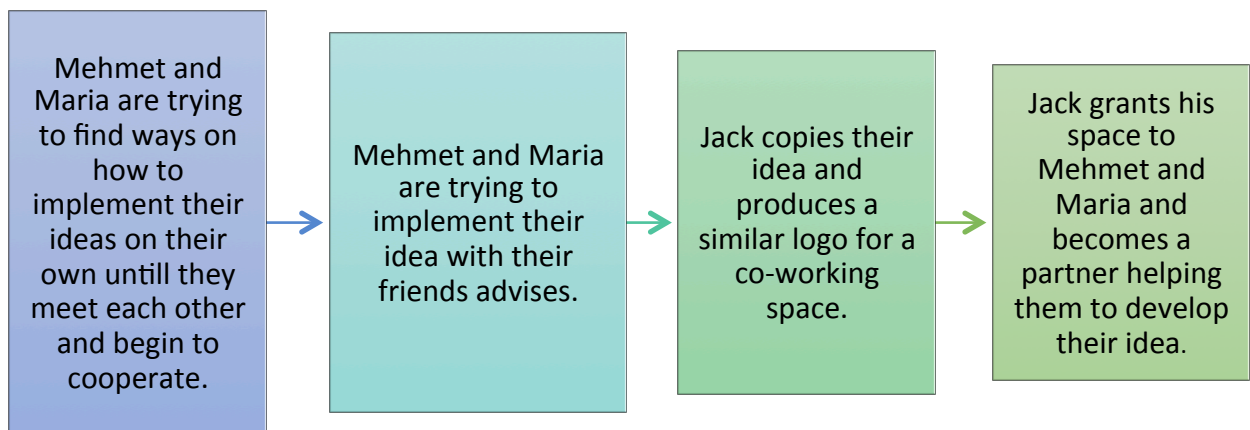 Mehmet and
Maria are trying
to find ways on
how to
implement their
ideas on their
own untill they
meet each other
and begin to
cooperate.
Mehmet and Maria
are trying to
implement their
idea with their
friends advises.
Jack copies their
idea and
produces a
similar logo for a
co-working
space.
Jack grants his
space to
Mehmet and
Maria and
becomes a
partner helping
them to develop
their idea.